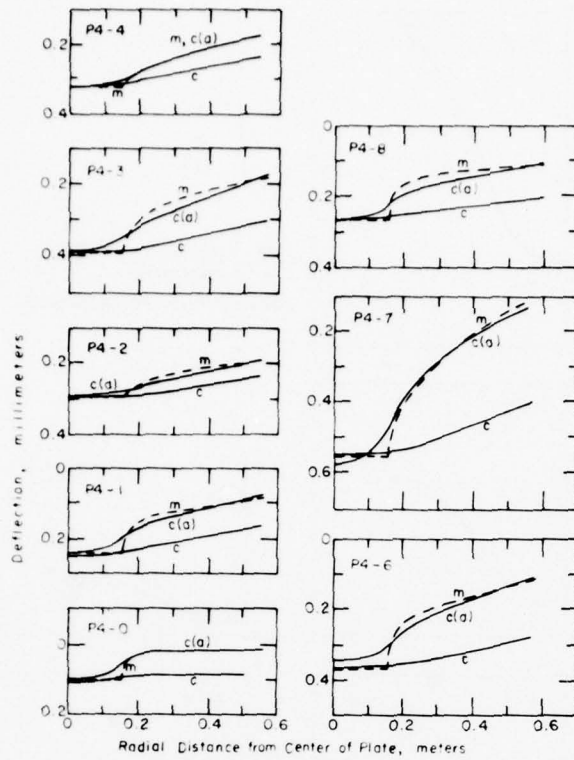 P4-4
0.2
0.4
m, c(a)
c
m
P4-3
0.2
0.4
m
c(a)
c
P4-2
0.2
0.4
m
c(a)
c
P4-1
0
0.2
m
c(a)
c
P4-0
0
0.2
c(a)
m
c
0 0.2 0.4 0.6
P4-8
0
0.2
0.4
m
c(a)
c
P4-7
0.2
0.4
0.6
m
c(a)
c
P4-6
0
0.2
0.4
m
c(a)
c
0 0.2 0.4 0.6
Deflection, millimeters
Radial Distance from Center of Plate, meters